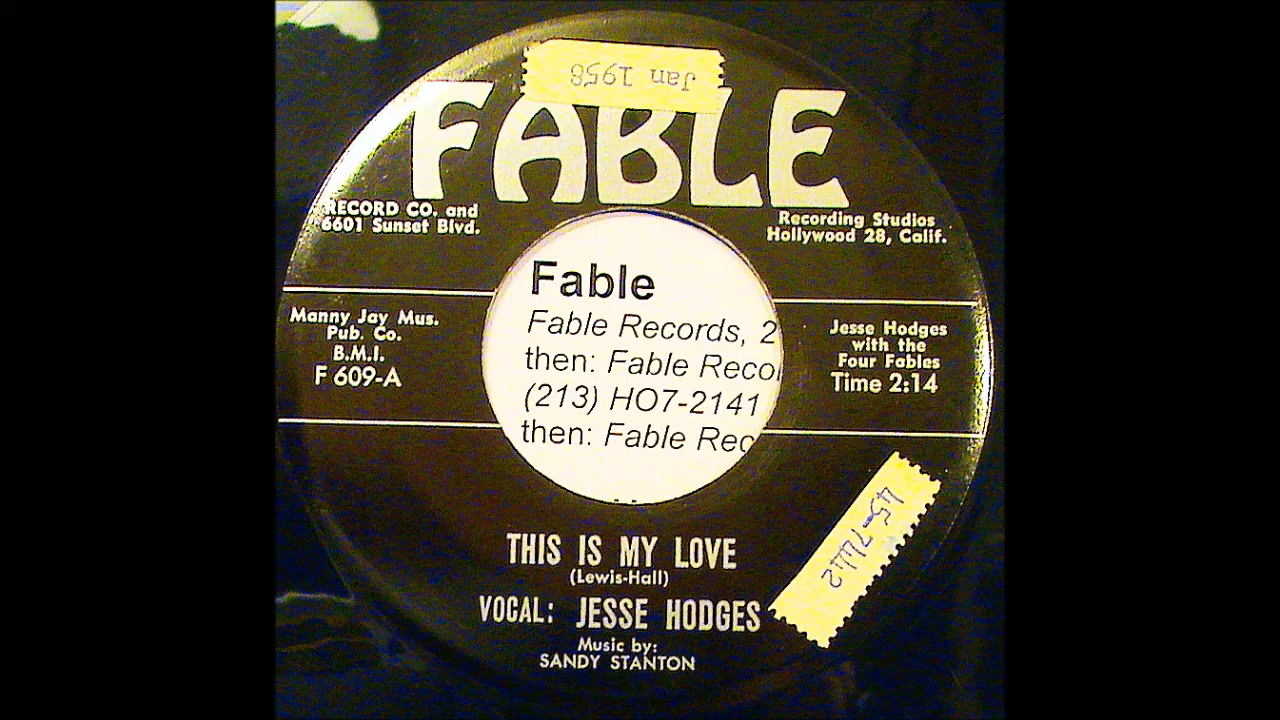 Jan 1958
FABLE
RECORD CO. and
6601 Sunset Blvd.
Recording Studios
Hollywood 28, Calif.
Manny Jay Mus.
Pub. Co.
B.M.I.
F 609-A
Fable
Fable Records, 2
then: Fable Recor
(213) HO7-2141
then: Fable Rec
Jesse Hodges
with the
Four Fables
Time 2:14
45-7442
THIS IS MY LOVE
(Lewis-Hall)
VOCAL: JESSE HODGES
Music by:
SANDY STANTON